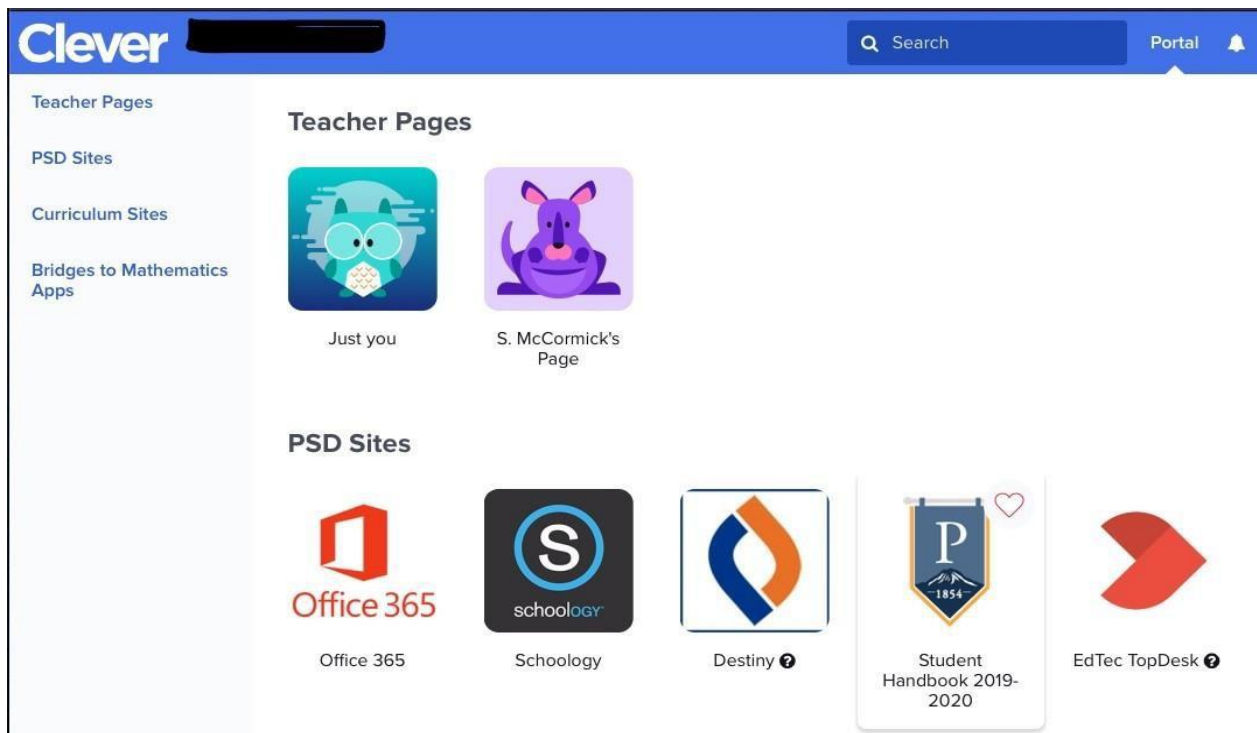 Clever
Search
Portal
Teacher Pages
PSD Sites
Curriculum Sites
Bridges to Mathematics
Apps
Teacher Pages
Just you
S. McCormick's
Page
PSD Sites
Office 365
S
schoology
P
1854
Office 365
Schoology
Destiny ?
Student
Handbook 2019-
2020
EdTec TopDesk ?